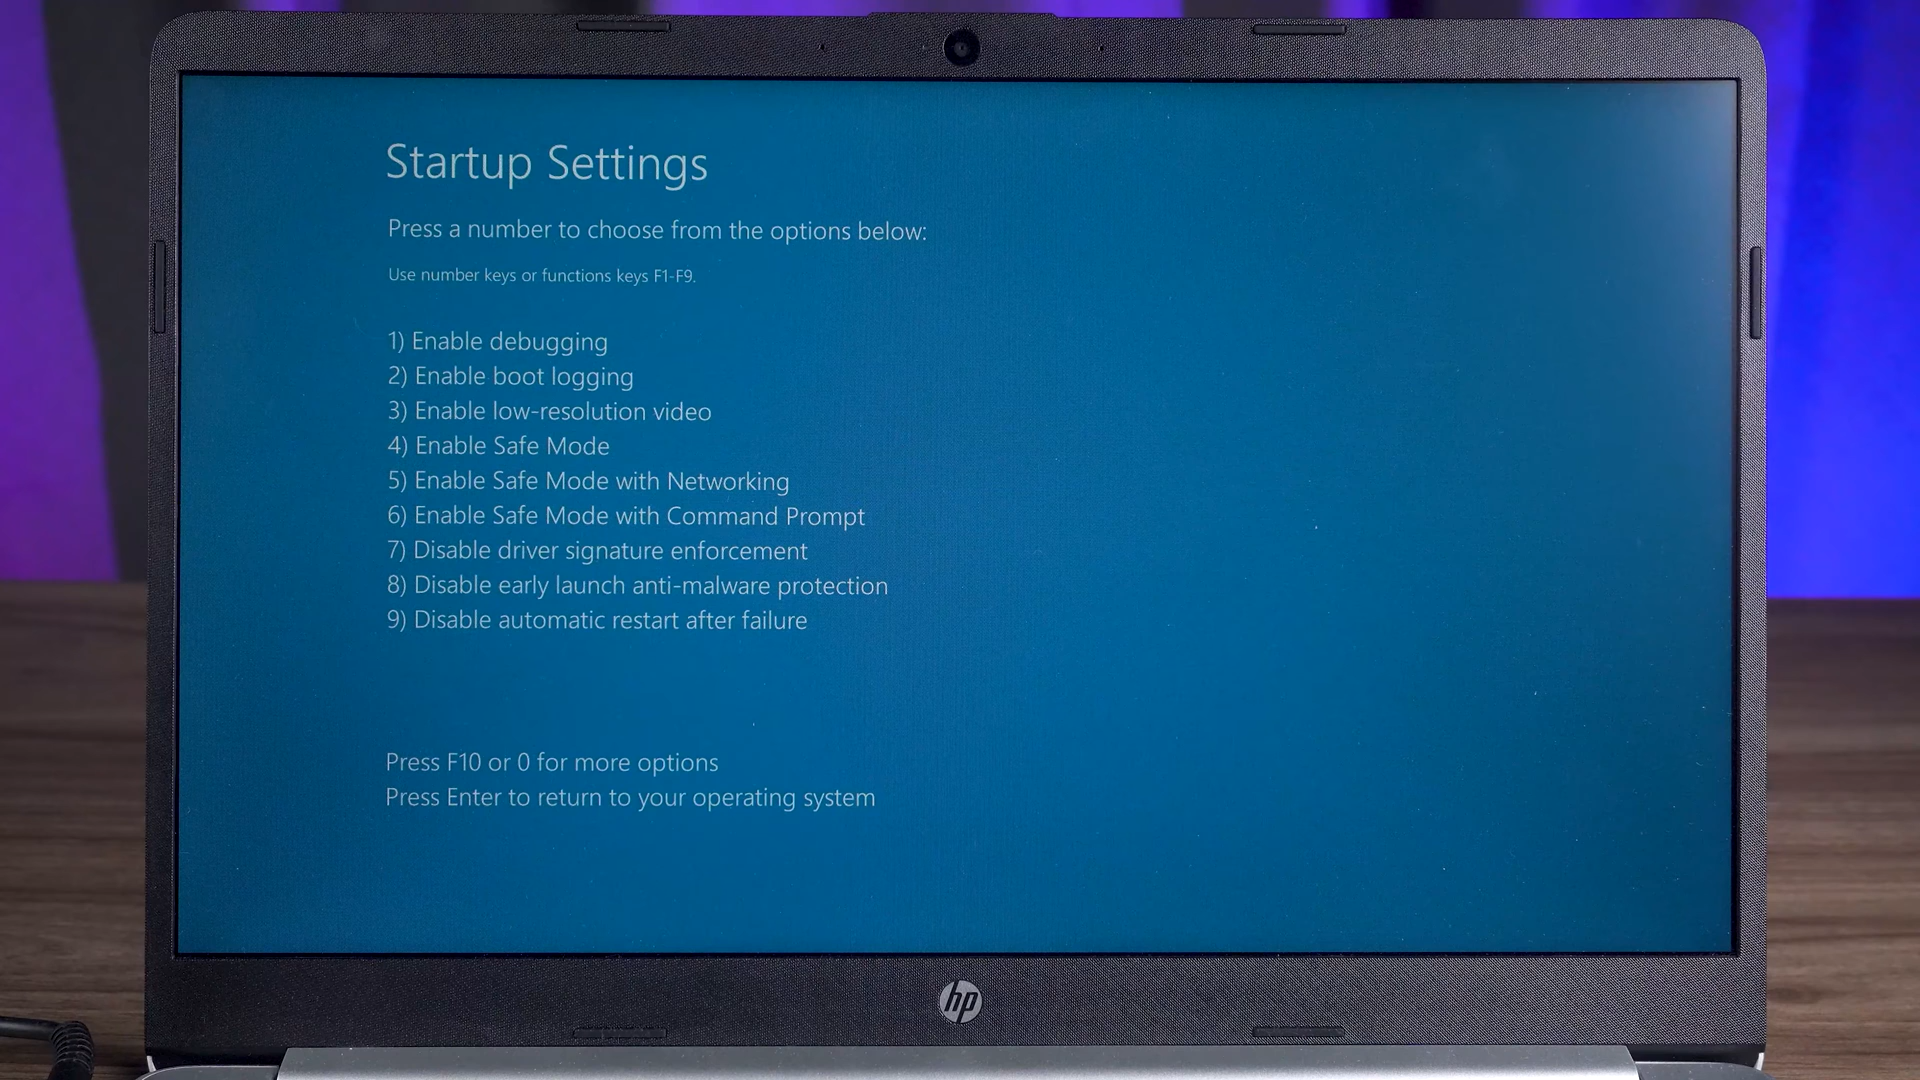 Startup Settings
Press a number to choose from the options below:
Use number keys or functions keys F1-F9.
1) Enable debugging
2) Enable boot logging
3) Enable low-resolution video
4) Enable Safe Mode
5) Enable Safe Mode with Networking
6) Enable Safe Mode with Command Prompt
7) Disable driver signature enforcement
8) Disable early launch anti-malware protection
9) Disable automatic restart after failure
Press F10 or 0 for more options
Press Enter to return to your operating system
hp